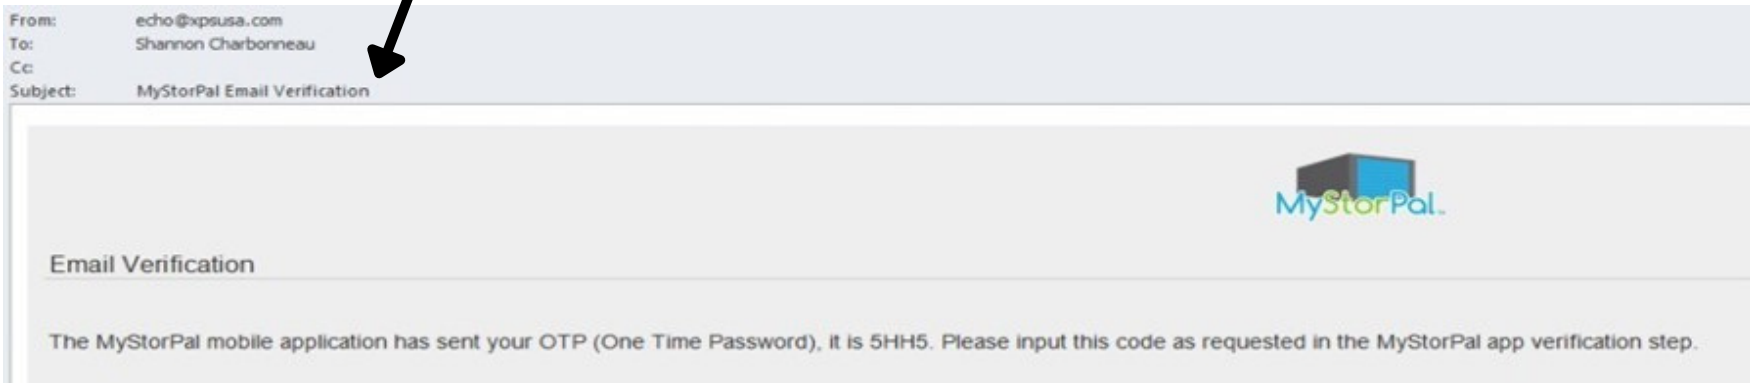 From: echo@xpsusa.com
To: Shannon Charbonneau
Cc:
Subject: MyStorPal Email Verification
MyStorPal
Email Verification
The MyStorPal mobile application has sent your OTP (One Time Password), it is 5HH5. Please input this code as requested in the MyStorPal app verification step.